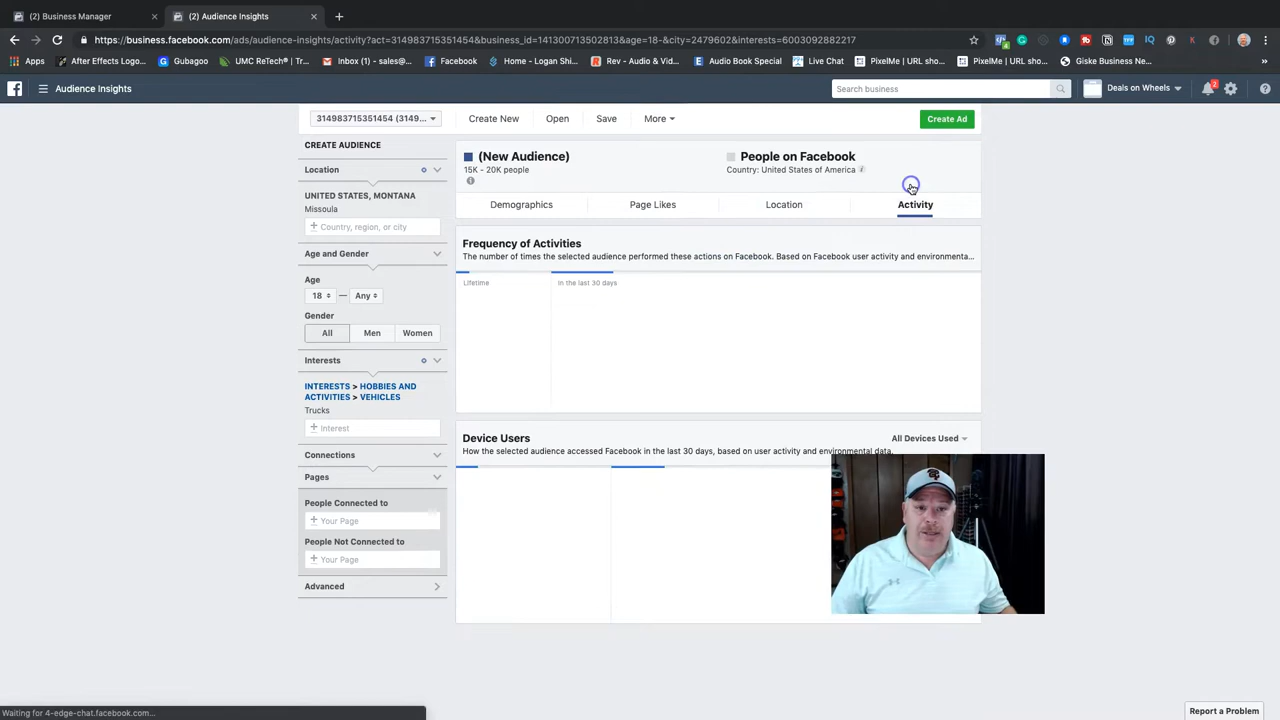 (2) Business Manager
(2) Audience Insights
https://business.facebook.com/ads/audience-insights/activity?act=314983715351454&business_id=141300713502813&age=18-&city=2479602&interests=6003092882217
Apps
After Effects Logo...
Gubagoo
UMC ReTech® | Tr...
Inbox (1) - sales@...
Facebook
Home - Logan Shi...
Rev - Audio & Vid...
Audio Book Special
Live Chat
PixelMe | URL sho...
PixelMe | URL sho...
Giske Business Ne...
Audience Insights
Search business
Deals on Wheels
2
314983715351454 (3149...
Create New
Open
Save
More
Create Ad
CREATE AUDIENCE
Location
UNITED STATES, MONTANA
Missoula
Country, region, or city
Age and Gender
Age
18 — Any
Gender
All
Men
Women
Interests
INTERESTS > HOBBIES AND
ACTIVITIES > VEHICLES
Trucks
Interest
Connections
Pages
People Connected to
Your Page
People Not Connected to
Your Page
Advanced
(New Audience)
15K - 20K people
People on Facebook
Country: United States of America
Demographics
Page Likes
Location
Activity
Frequency of Activities
The number of times the selected audience performed these actions on Facebook. Based on Facebook user activity and environmenta...
Lifetime
In the last 30 days
Device Users
All Devices Used
How the selected audience accessed Facebook in the last 30 days, based on user activity and environmental data.
Waiting for 4-edge-chat.facebook.com...
Report a Problem